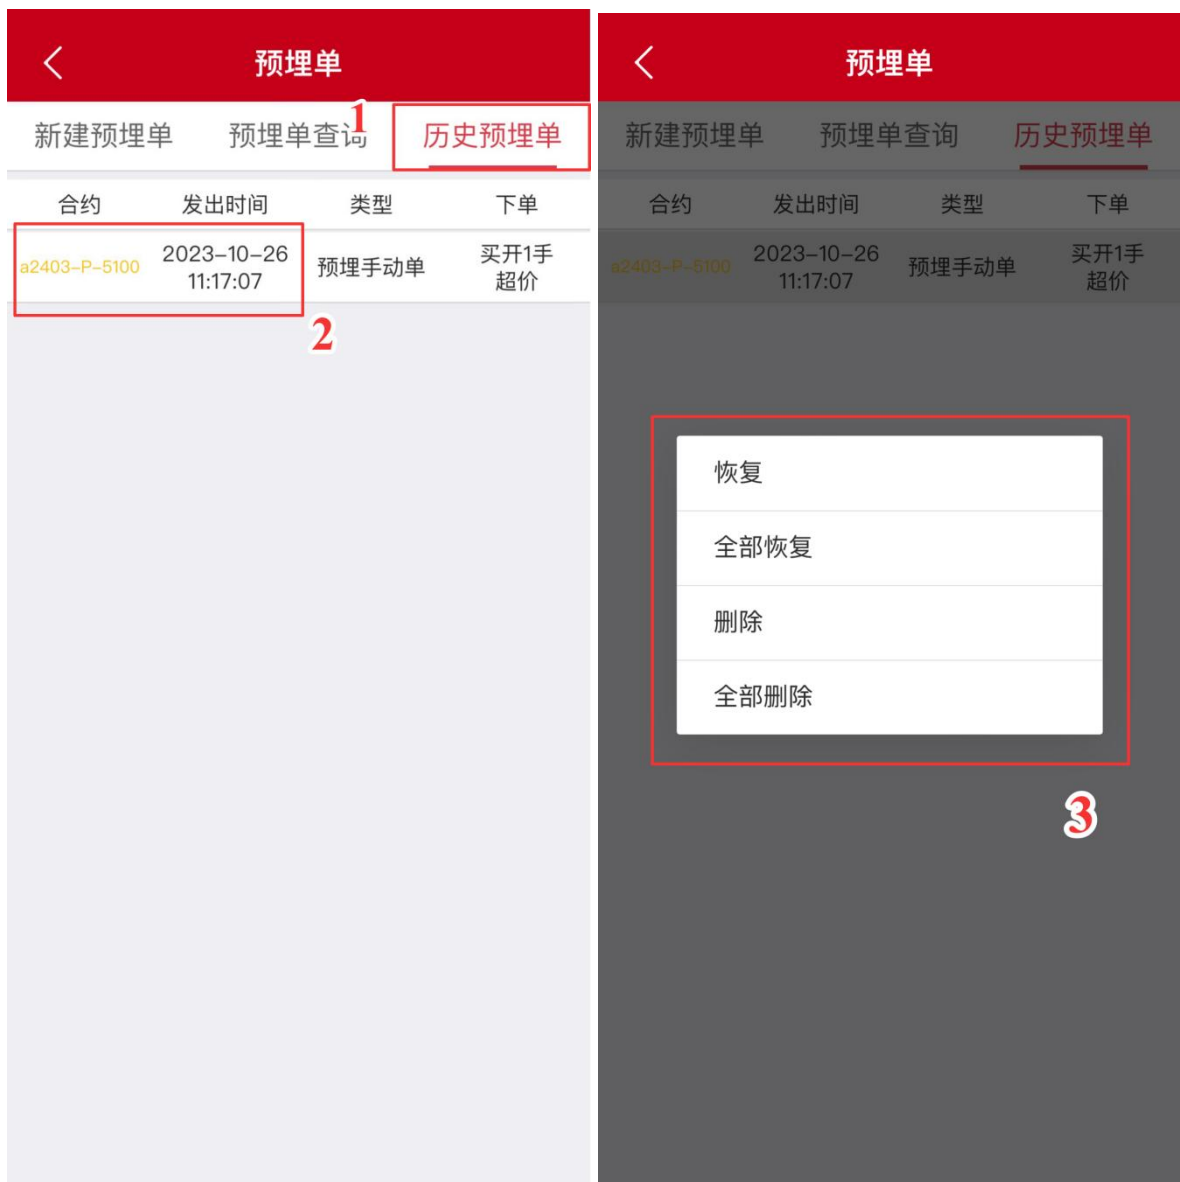 预埋单
1
新建预埋单 预埋单查询 历史预埋单
合约 发出时间 类型 下单
a2403-P-5100 2023-10-26 11:17:07 预埋手动单 买开1手 超价
2
预埋单
新建预埋单 预埋单查询 历史预埋单
合约 发出时间 类型 下单
a2403-P-5100 2023-10-26 11:17:07 预埋手动单 买开1手 超价
恢复
全部恢复
删除
全部删除
3